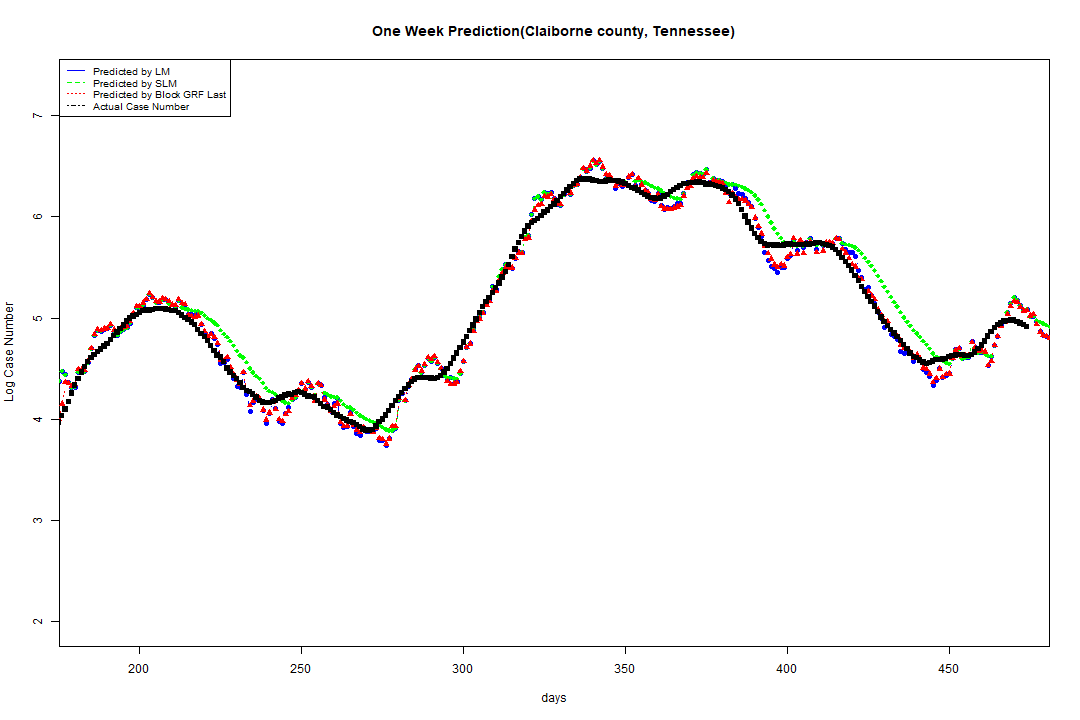 One Week Prediction(Claiborne county, Tennessee)
Predicted by LM
Predicted by SLM
Predicted by Block GRF Last
Actual Case Number
7
6
5
4
3
2
Log Case Number
200 250 300 350 400 450
days